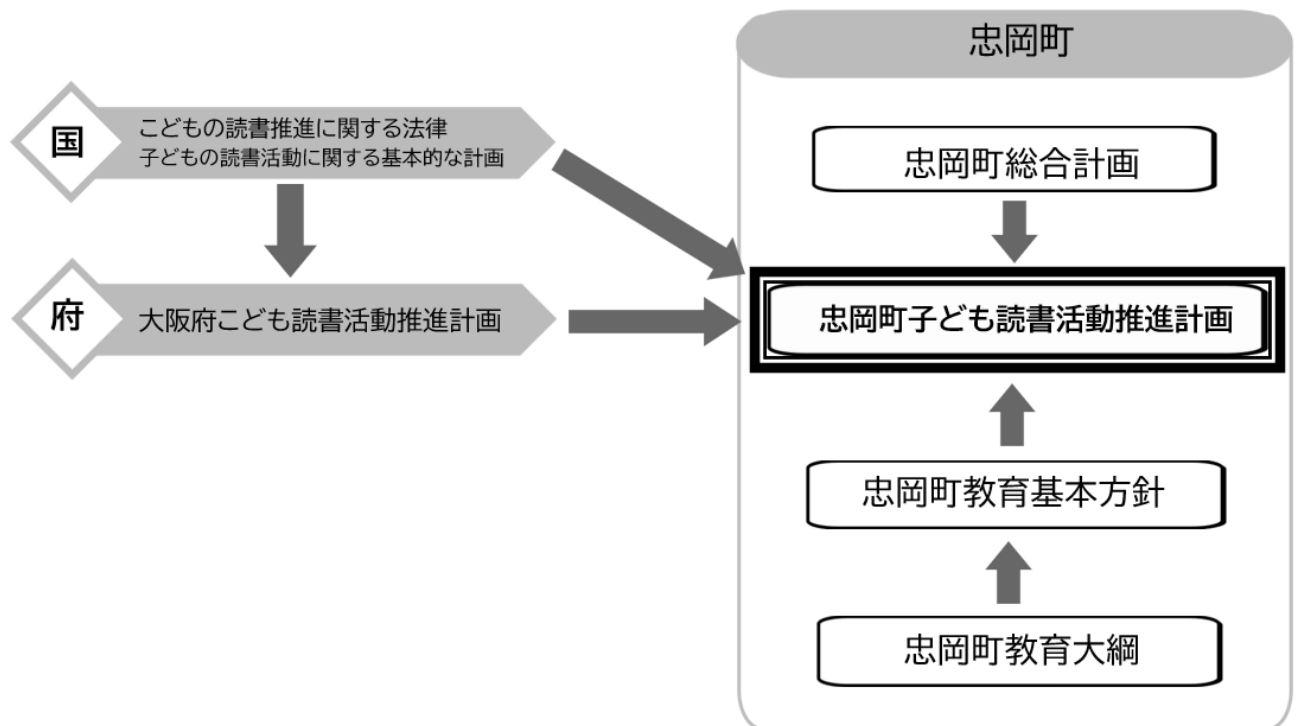 国
こどもの読書推進に関する法律
子どもの読書活動に関する基本的な計画
府
大阪府こども読書活動推進計画
忠岡町
忠岡町総合計画
忠岡町子ども読書活動推進計画
忠岡町教育基本方針
忠岡町教育大綱